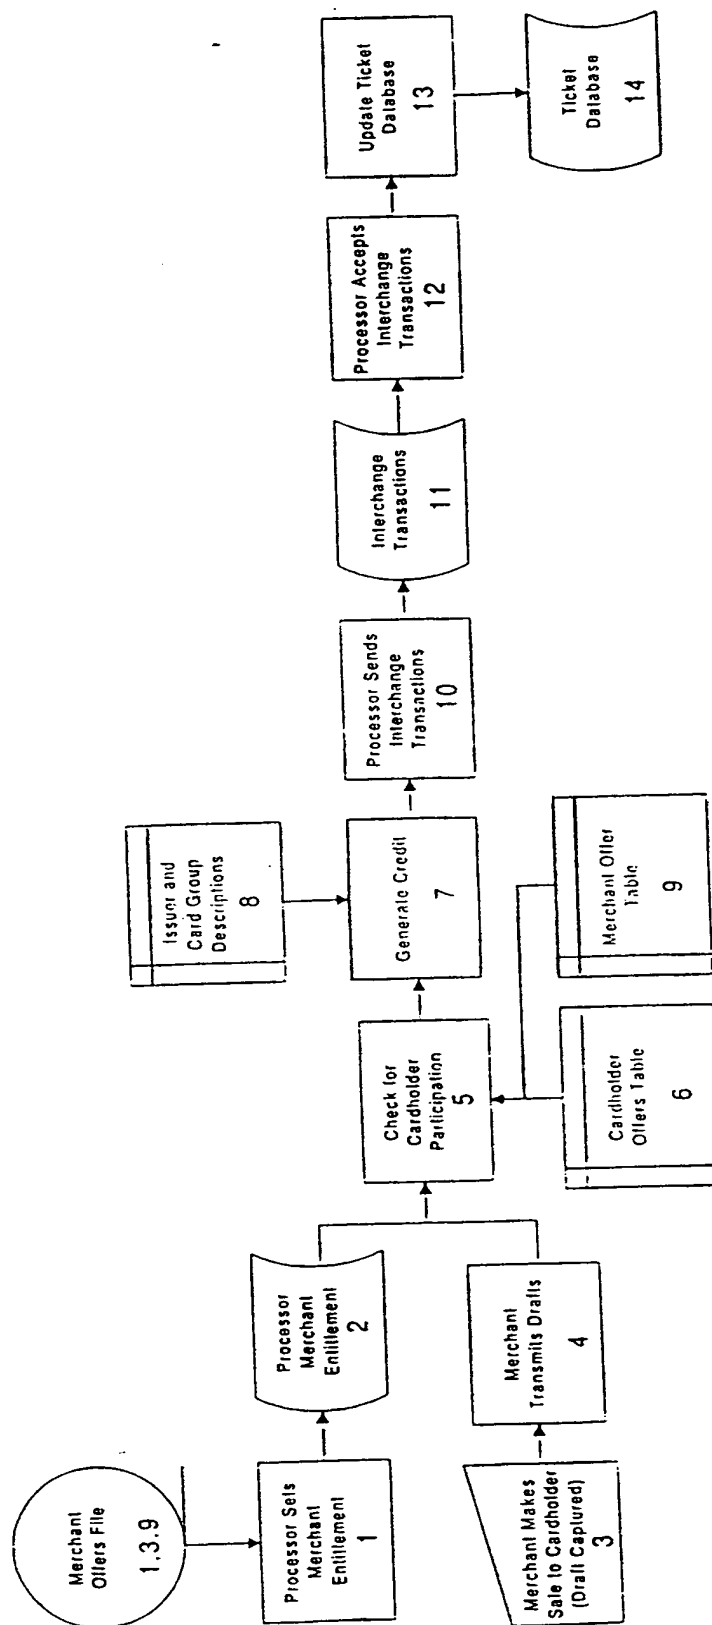 Merchant
Offers File
1.3.9
Processor Sets
Merchant
Entitlement
1
Processor
Merchant
Entitlement
2
Merchant Makes
Sale to Cardholder
(Draft Captured)
3
Merchant
Transmits Drafts
4
Check for
Cardholder
Participation
5
Cardholder
Offers Table
6
Generate Credit
7
Issuer and
Card Group
Descriptions
8
Merchant Offer
Table
9
Processor Sends
Interchange
Transactions
10
Interchange
Transactions
11
Processor Accepts
Interchange
Transactions
12
Update Ticket
Database
13
Ticket
Database
14